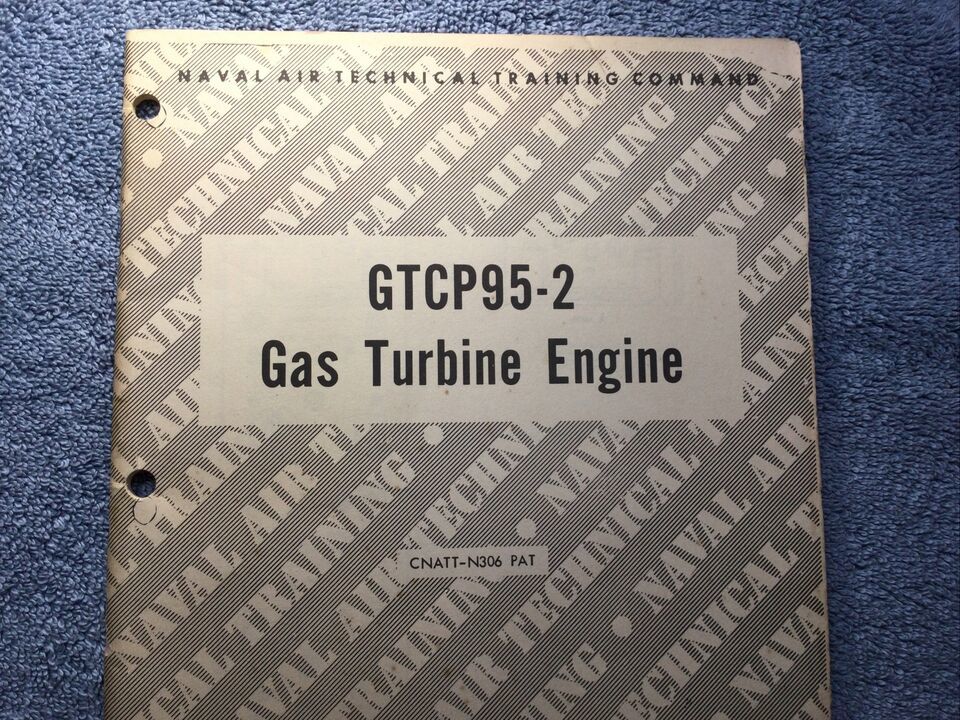 NAVAL AIR TECHNICAL TRAINING COMMAND
GTCP95-2
Gas Turbine Engine
CNATT-N306 PAT